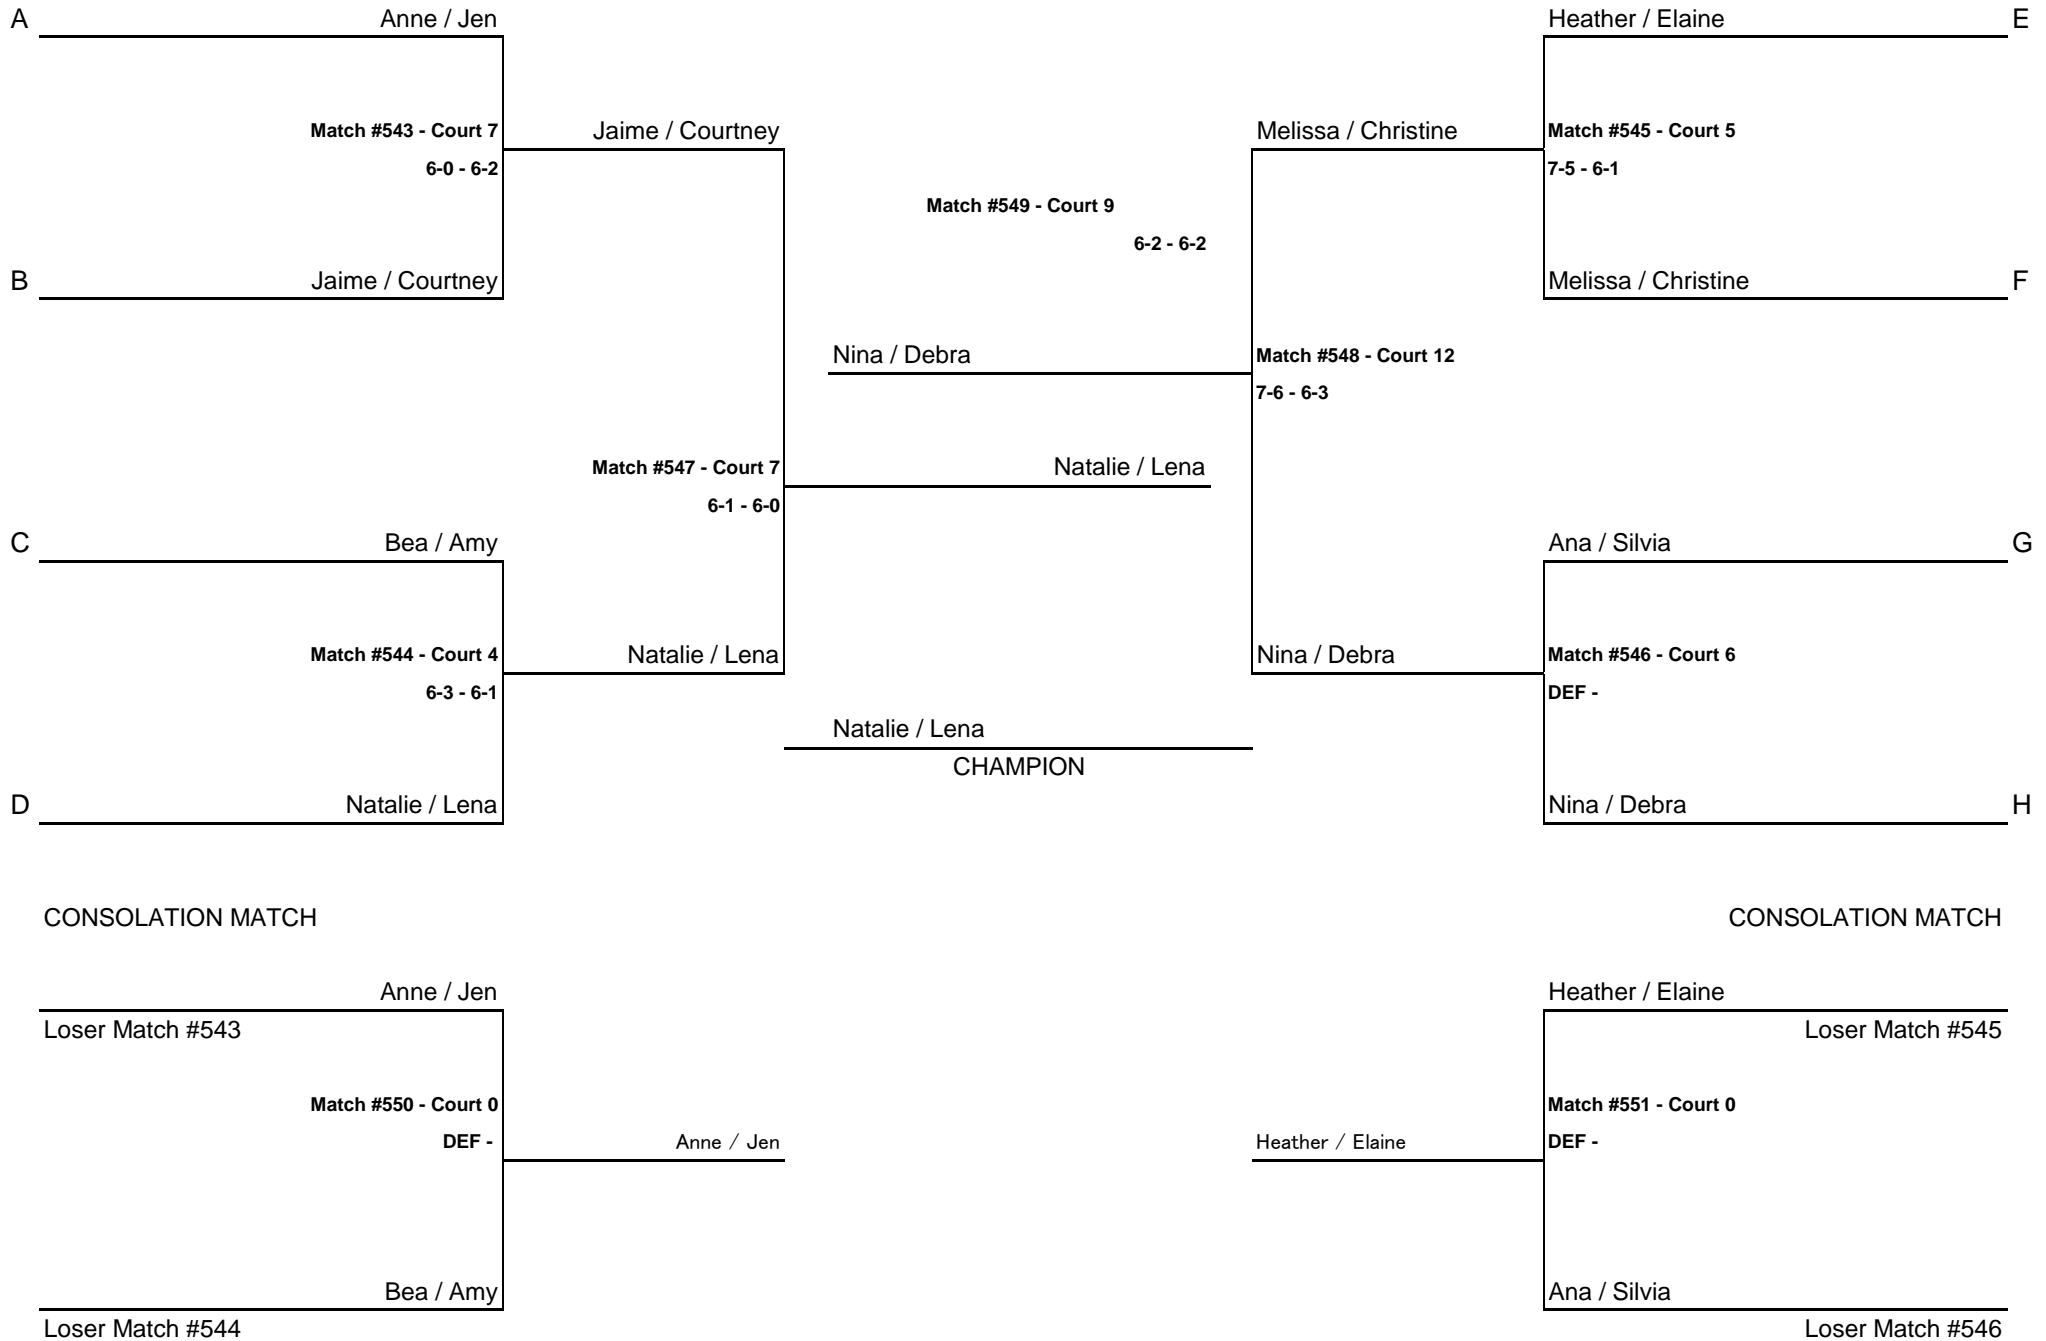 A
Anne / Jen
Heather / Elaine
E
Match #543 - Court 7
Jaime / Courtney
Melissa / Christine
Match #545 - Court 5
6-0 - 6-2
7-5 - 6-1
Match #549 - Court 9
6-2 - 6-2
B
Jaime / Courtney
Melissa / Christine
F
Nina / Debra
Match #548 - Court 12
7-6 - 6-3
Match #547 - Court 7
Natalie / Lena
6-1 - 6-0
C
Bea / Amy
Ana / Silvia
G
Match #544 - Court 4
Natalie / Lena
Nina / Debra
Match #546 - Court 6
6-3 - 6-1
DEF -
Natalie / Lena
CHAMPION
D
Natalie / Lena
Nina / Debra
H
CONSOLATION MATCH
CONSOLATION MATCH
Anne / Jen
Heather / Elaine
Loser Match #543
Loser Match #545
Match #550 - Court 0
Match #551 - Court 0
DEF -
Anne / Jen
Heather / Elaine
DEF -
Bea / Amy
Ana / Silvia
Loser Match #544
Loser Match #546